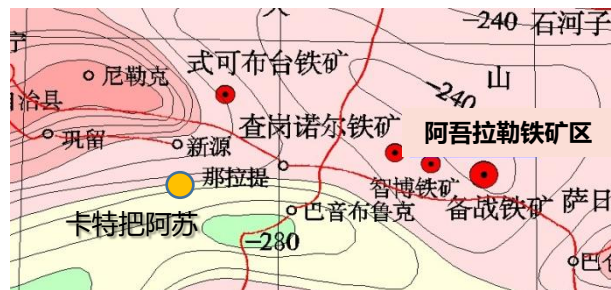 -240
石河子
尼勒克
式可布台铁矿
山
-240
自治县
巩留
新源
查岗诺尔铁矿
阿吾拉勒铁矿区
那拉提
智博铁矿
备战铁矿
萨日
卡特把阿苏
巴音布鲁克
-280